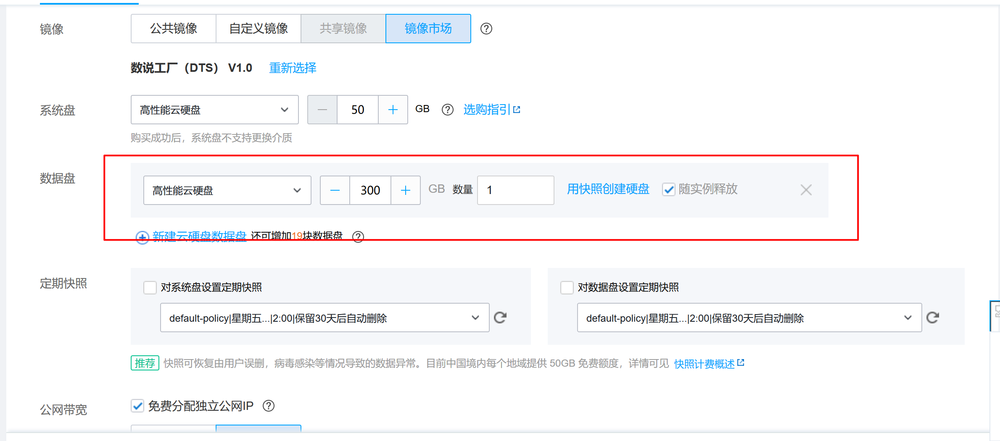 镜像
公共镜像 自定义镜像 共享镜像 镜像市场
数说工厂（DTS） V1.0 重新选择
系统盘
高性能云硬盘 50 GB 选购指引
购买成功后，系统盘不支持更换介质
数据盘
高性能云硬盘 300 GB 数量 1 用快照创建硬盘 随实例释放
新建云硬盘数据盘 还可增加19块数据盘
定期快照
对系统盘设置定期快照
default-policy|星期五...|2:00|保留30天后自动删除
对数据盘设置定期快照
default-policy|星期五...|2:00|保留30天后自动删除
推荐 快照可恢复由用户误删，病毒感染等情况导致的数据异常。目前中国境内每个地域提供 50GB 免费额度，详情可见 快照计费概述
公网带宽
免费分配独立公网IP